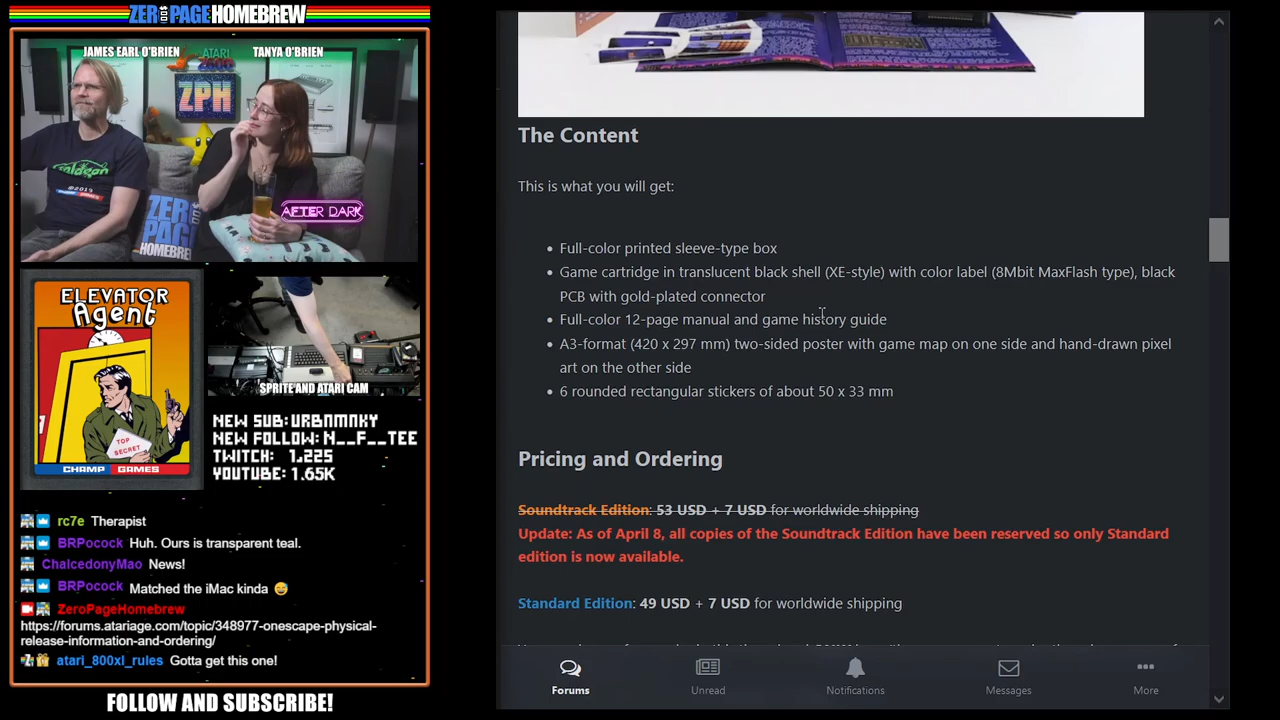 ZERO PAGE HOMEBREW
JAMES EARL O'BRIEN
ATARI
TANYA O'BRIEN
ZPH
AFTER DARK
ZERO
PAGE
HOMEBREW
ELEVATOR
Agent
TOP
SECRET
CHAMP GAMES
SPRITE AND ATARI CAM
NEW SUB: URBNMNKY
NEW FOLLOW: N__F__TEE
TWITCH: 1,225
YOUTUBE: 1.65K
rc7e Therapist
BRPocock Huh. Ours is transparent teal.
ChalcedonyMao News!
BRPocock Matched the iMac kinda 😅
ZeroPageHomebrew
https://forums.atariage.com/topic/348977-onescape-physical-
release-information-and-ordering/
atari_800xl_rules Gotta get this one!
FOLLOW AND SUBSCRIBE!
The Content
This is what you will get:
• Full-color printed sleeve-type box
• Game cartridge in translucent black shell (XE-style) with color label (8Mbit MaxFlash type), black
PCB with gold-plated connector
• Full-color 12-page manual and game history guide
• A3-format (420 x 297 mm) two-sided poster with game map on one side and hand-drawn pixel
art on the other side
• 6 rounded rectangular stickers of about 50 x 33 mm
Pricing and Ordering
Soundtrack Edition: 53 USD + 7 USD for worldwide shipping
Update: As of April 8, all copies of the Soundtrack Edition have been reserved so only Standard
edition is now available.
Standard Edition: 49 USD + 7 USD for worldwide shipping
Forums
Unread
Notifications
Messages
More